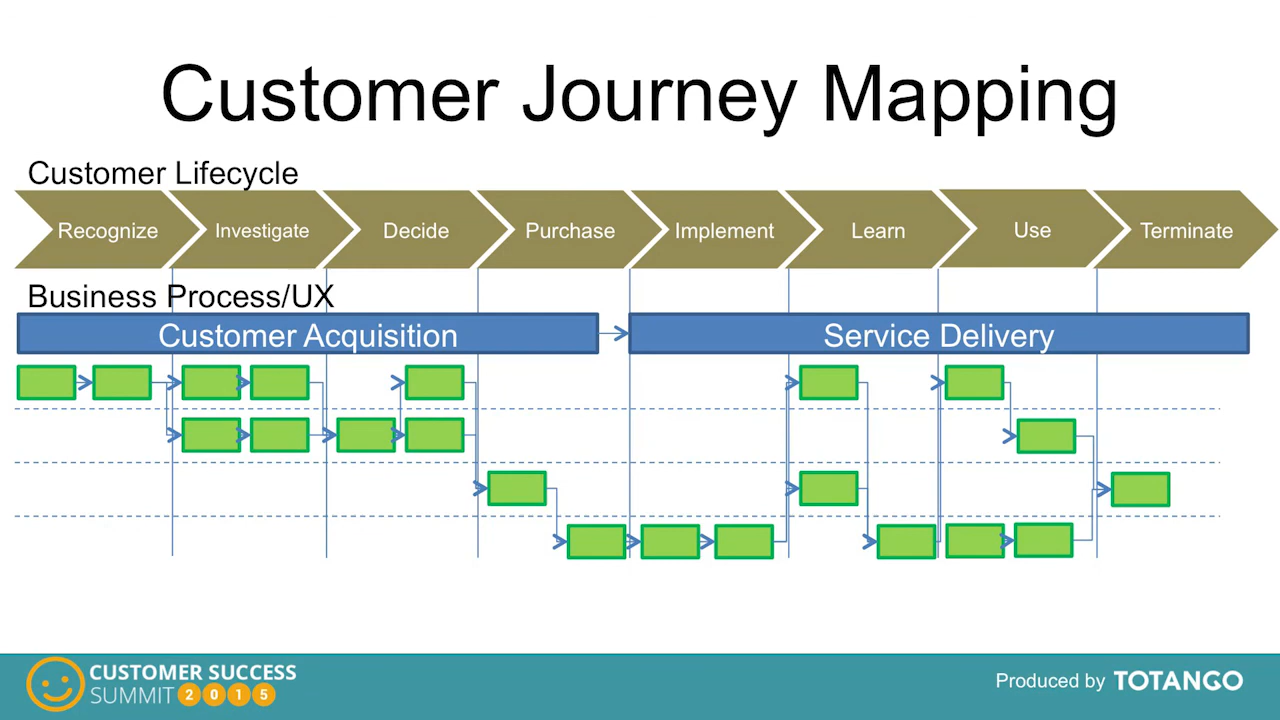 Customer Journey Mapping
Customer Lifecycle
Recognize Investigate Decide Purchase Implement Learn Use Terminate
Business Process/UX
Customer Acquisition Service Delivery
CUSTOMER SUCCESS
SUMMIT 2015
Produced by TOTANGO